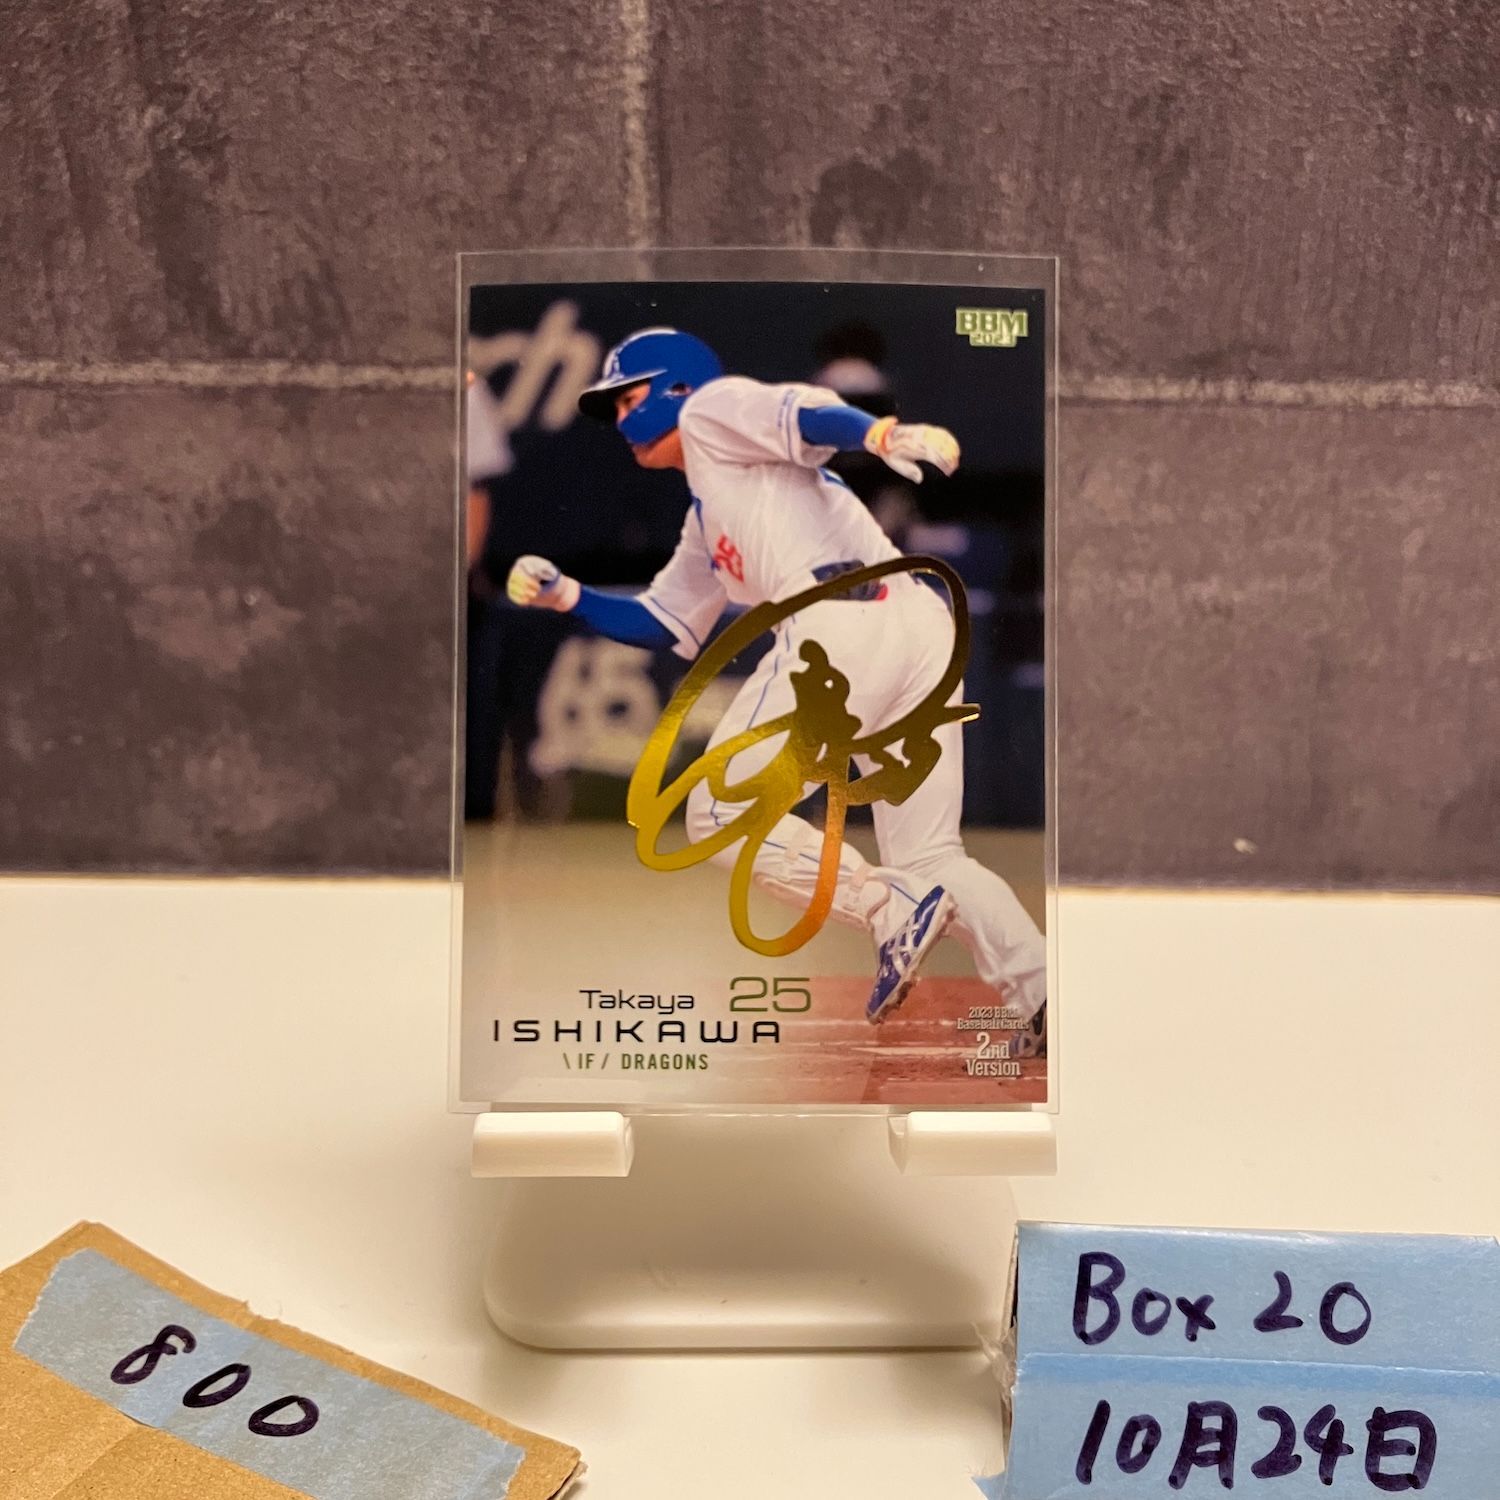 BBM
2023
25
Takaya 25
ISHIKAWA
\ IF / DRAGONS
2023 BBM
Baseball Cards
2nd
Version
800
Box 20
10月24日